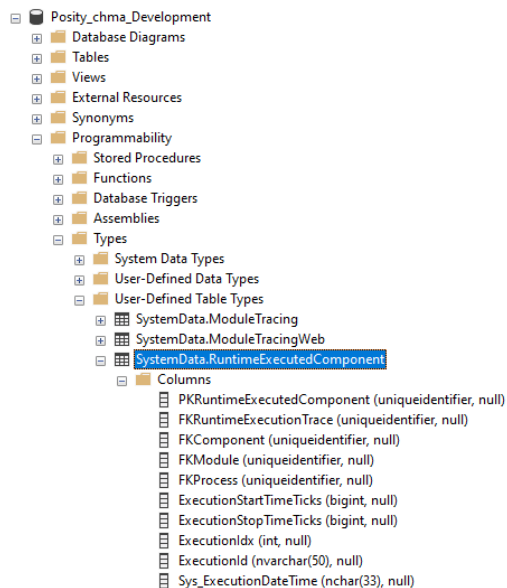 Posity_chma_Development
Database Diagrams
Tables
Views
External Resources
Synonyms
Programmability
Stored Procedures
Functions
Database Triggers
Assemblies
Types
System Data Types
User-Defined Data Types
User-Defined Table Types
SystemData.ModuleTracing
SystemData.ModuleTracingWeb
SystemData.RuntimeExecutedComponent
Columns
PKRuntimeExecutedComponent (uniqueidentifier, null)
FKRuntimeExecutionTrace (uniqueidentifier, null)
FKComponent (uniqueidentifier, null)
FKModule (uniqueidentifier, null)
FKProcess (uniqueidentifier, null)
ExecutionStartTimeTicks (bigint, null)
ExecutionStopTimeTicks (bigint, null)
ExecutionIdx (int, null)
ExecutionId (nvarchar(50), null)
Sys_ExecutionDateTime (nchar(33), null)